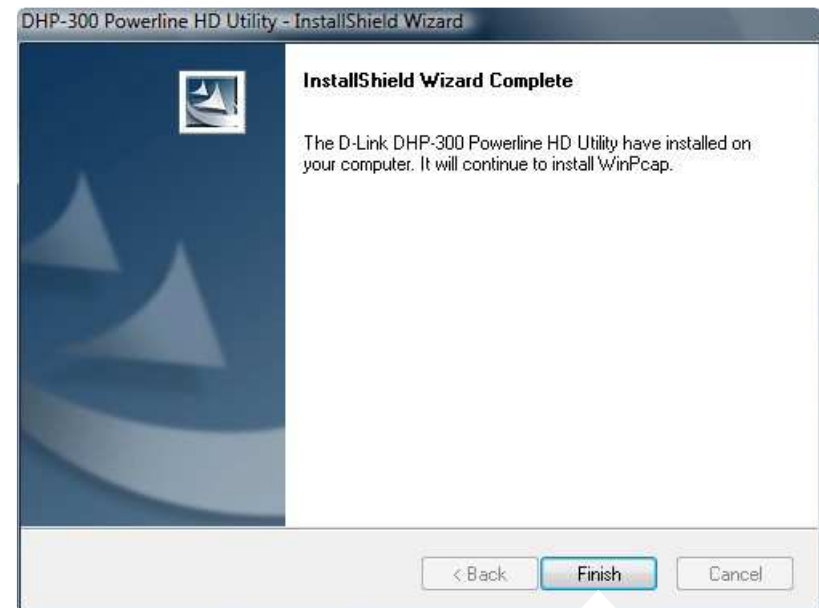 DHP-300 Powerline HD Utility - InstallShield Wizard
InstallShield Wizard Complete
The D-Link DHP-300 Powerline HD Utility have installed on
your computer. It will continue to install WinPcap.
< Back
Finish
Cancel